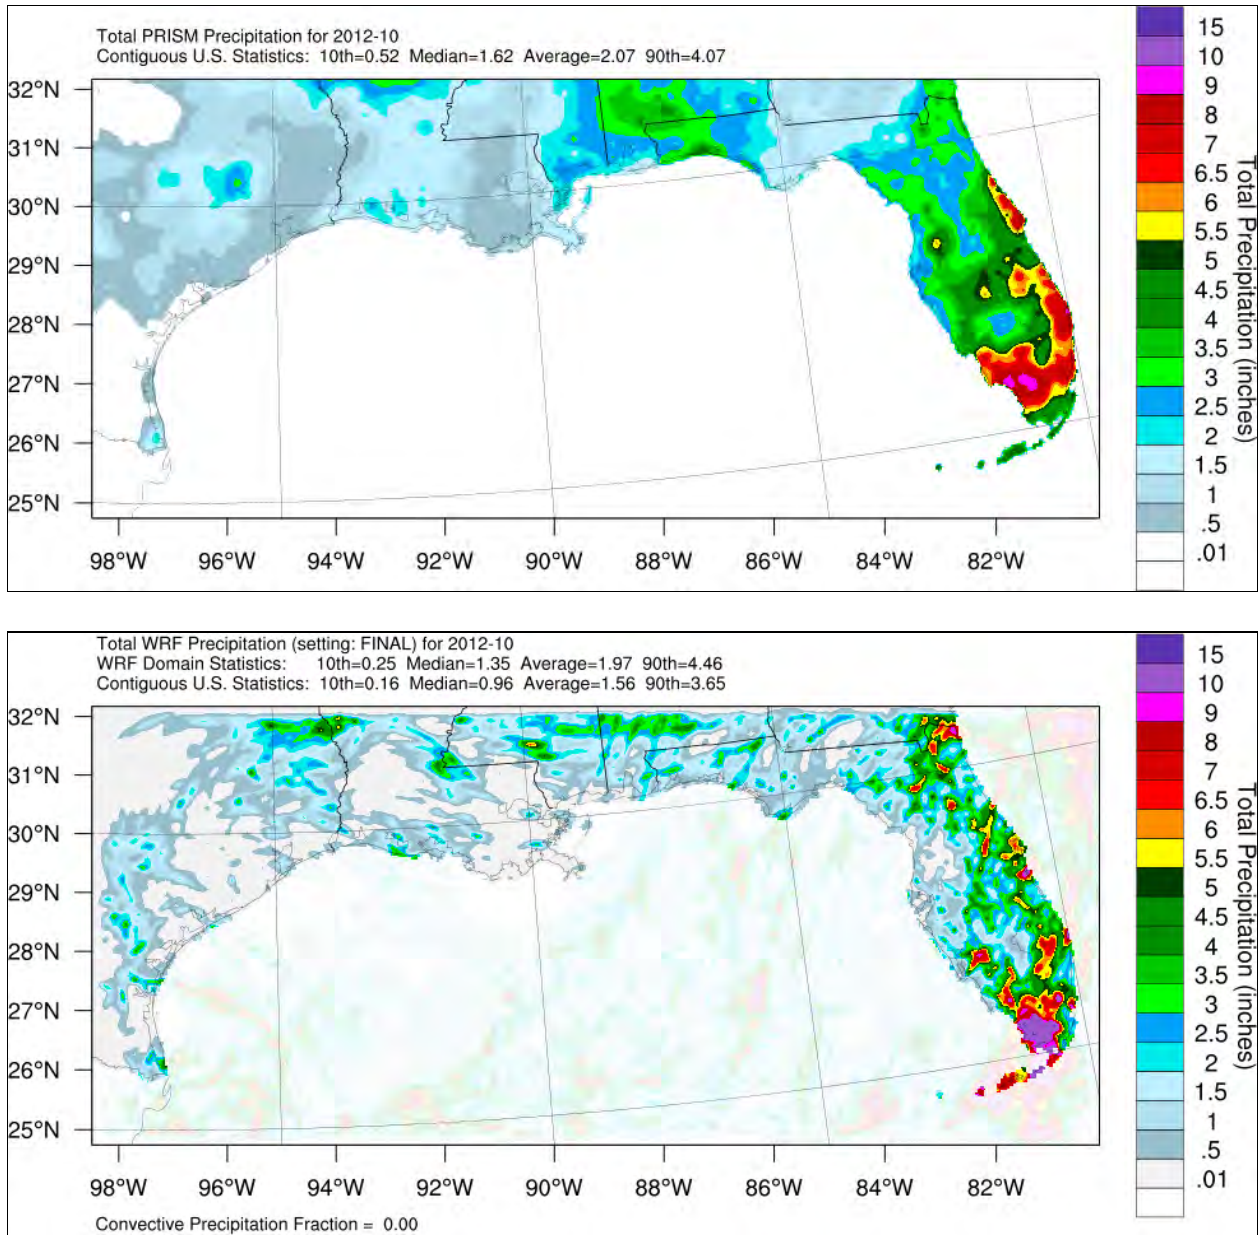 Total PRISM Precipitation for 2012-10
Contiguous U.S. Statistics: 10th=0.52 Median=1.62 Average=2.07 90th=4.07
32°N
31°N
30°N
29°N
28°N
27°N
26°N
25°N
98°W 96°W 94°W 92°W 90°W 88°W 86°W 84°W 82°W
15
10
9
8
7
6.5
6
5.5
5
4.5
4
3.5
3
2.5
2
1.5
1
.5
.01
Total Precipitation (inches)
Total WRF Precipitation (setting: FINAL) for 2012-10
WRF Domain Statistics: 10th=0.25 Median=1.35 Average=1.97 90th=4.46
Contiguous U.S. Statistics: 10th=0.16 Median=0.96 Average=1.56 90th=3.65
32°N
31°N
30°N
29°N
28°N
27°N
26°N
25°N
98°W 96°W 94°W 92°W 90°W 88°W 86°W 84°W 82°W
Convective Precipitation Fraction = 0.00
15
10
9
8
7
6.5
6
5.5
5
4.5
4
3.5
3
2.5
2
1.5
1
.5
.01
Total Precipitation (inches)